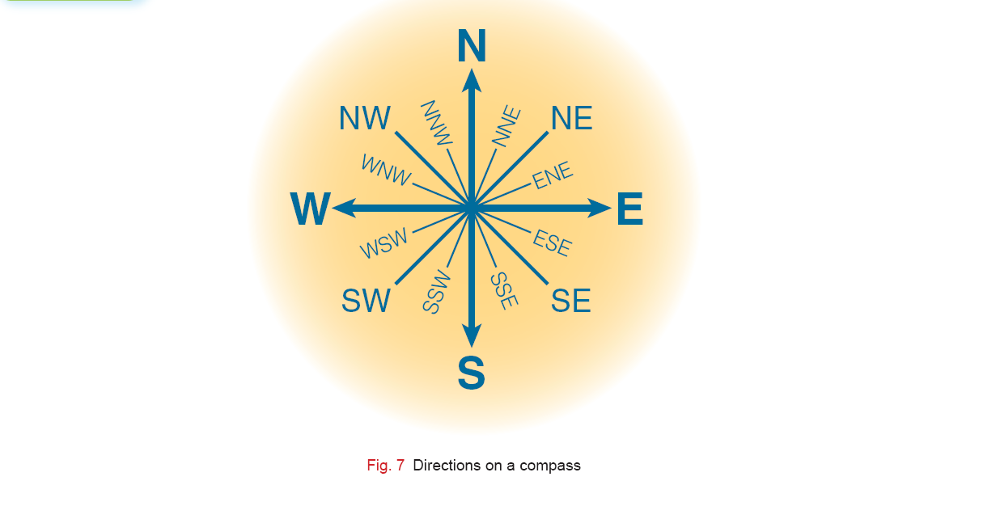 N
NW NNW NNE NE
WNW ENE
W E
WSW ESE
SW SSW SSE SE
S
Fig. 7 Directions on a compass